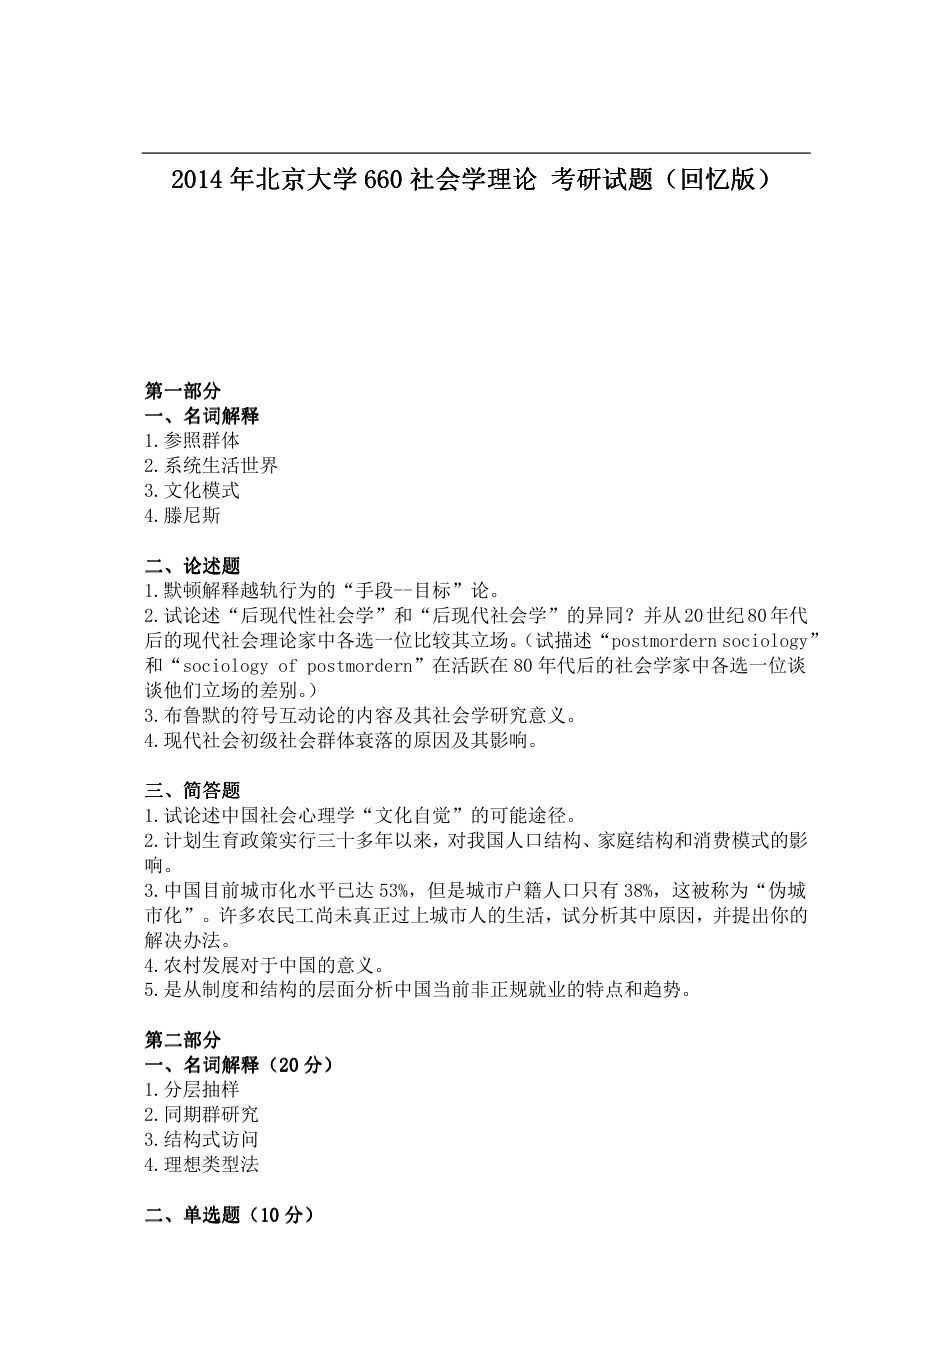 2014 年北京大学 660 社会学理论 考研试题（回忆版）
第一部分
一、名词解释
1.参照群体
2.系统生活世界
3.文化模式
4.滕尼斯
二、论述题
1.默顿解释越轨行为的“手段--目标”论。
2.试论述“后现代性社会学”和“后现代社会学”的异同？并从20世纪80年代
后的现代社会理论家中各选一位比较其立场。（试描述“postmordern sociology”
和“sociology of postmordern”在活跃在 80 年代后的社会学家中各选一位谈
谈他们立场的差别。）
3.布鲁默的符号互动论的内容及其社会学研究意义。
4.现代社会初级社会群体衰落的原因及其影响。
三、简答题
1.试论述中国社会心理学“文化自觉”的可能途径。
2.计划生育政策实行三十多年以来，对我国人口结构、家庭结构和消费模式的影
响。
3.中国目前城市化水平已达 53%，但是城市户籍人口只有 38%，这被称为“伪城
市化”。许多农民工尚未真正过上城市人的生活，试分析其中原因，并提出你的
解决办法。
4.农村发展对于中国的意义。
5.是从制度和结构的层面分析中国当前非正规就业的特点和趋势。
第二部分
一、名词解释（20 分）
1.分层抽样
2.同期群研究
3.结构式访问
4.理想类型法
二、单选题（10 分）